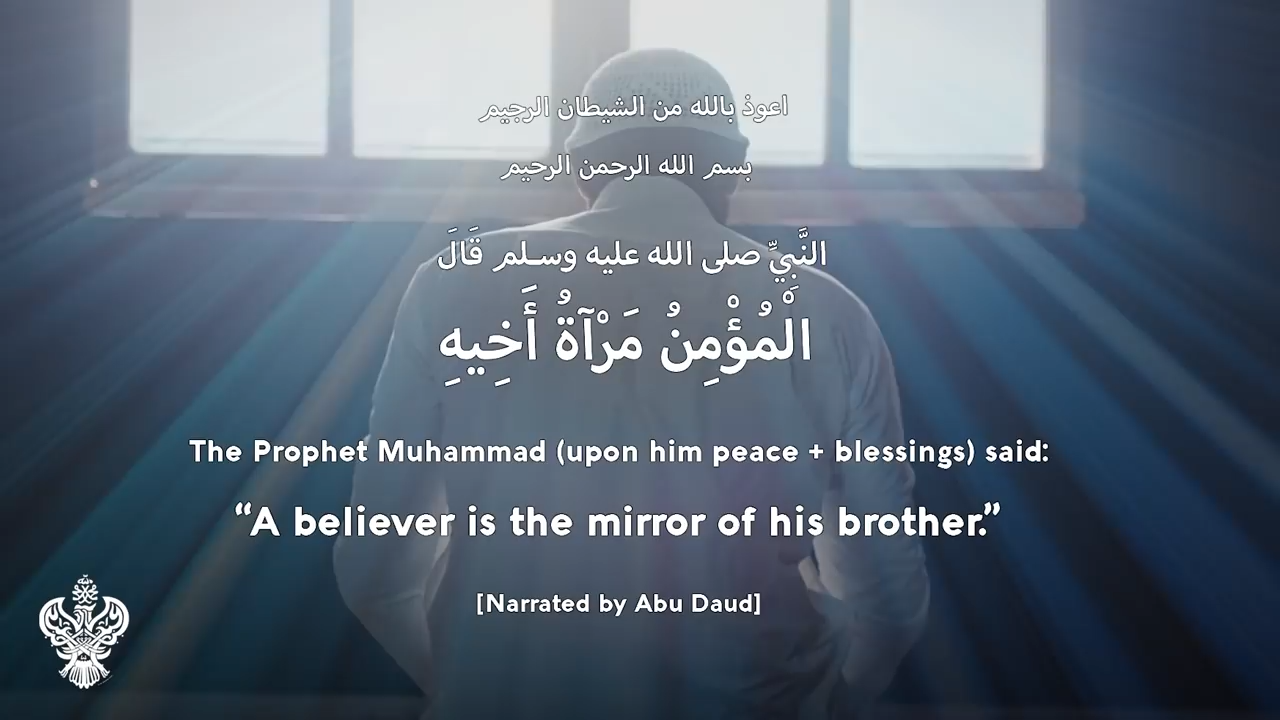 اعوذ بالله من الشيطان الرجيم
بسم الله الرحمن الرحيم
النَّبِيِّ صلى الله عليه وسلم قَالَ
الْمُؤْمِنُ مَرْآةُ أَخِيهِ
The Prophet Muhammad (upon him peace + blessings) said:
“A believer is the mirror of his brother.”
[Narrated by Abu Daud]